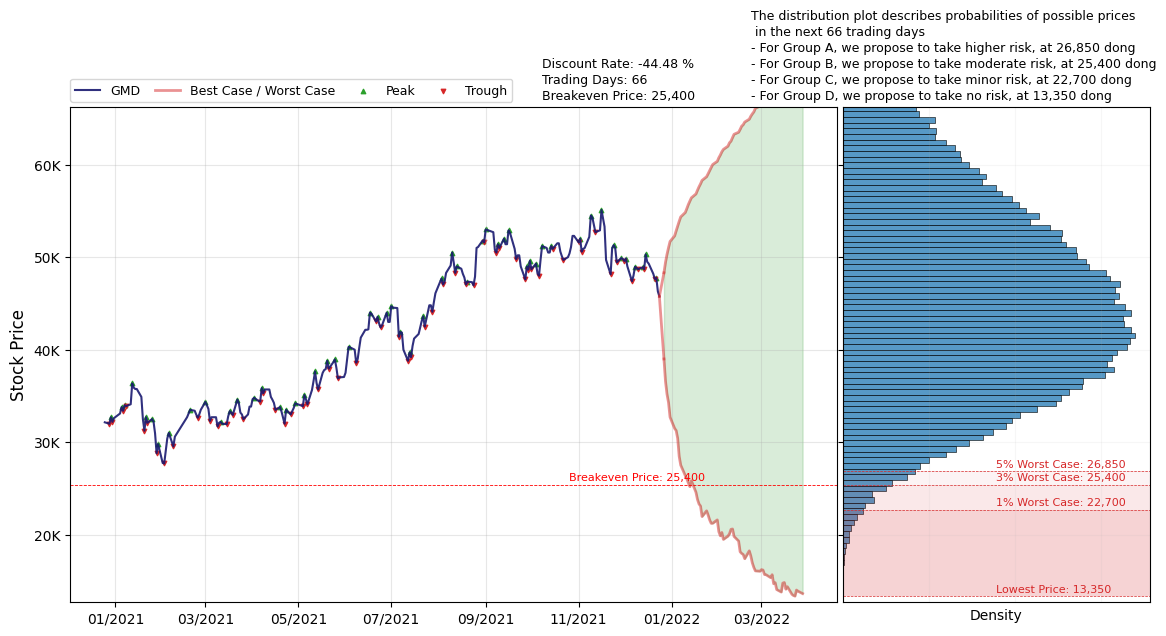 The distribution plot describes probabilities of possible prices
in the next 66 trading days
- For Group A, we propose to take higher risk, at 26,850 dong
- For Group B, we propose to take moderate risk, at 25,400 dong
- For Group C, we propose to take minor risk, at 22,700 dong
- For Group D, we propose to take no risk, at 13,350 dong
Discount Rate: -44.48 %
Trading Days: 66
Breakeven Price: 25,400
GMD
Best Case / Worst Case
Peak
Trough
Stock Price
60K
50K
40K
30K
20K
Breakeven Price: 25,400
01/2021
03/2021
05/2021
07/2021
09/2021
11/2021
01/2022
03/2022
5% Worst Case: 26,850
3% Worst Case: 25,400
1% Worst Case: 22,700
Lowest Price: 13,350
Density